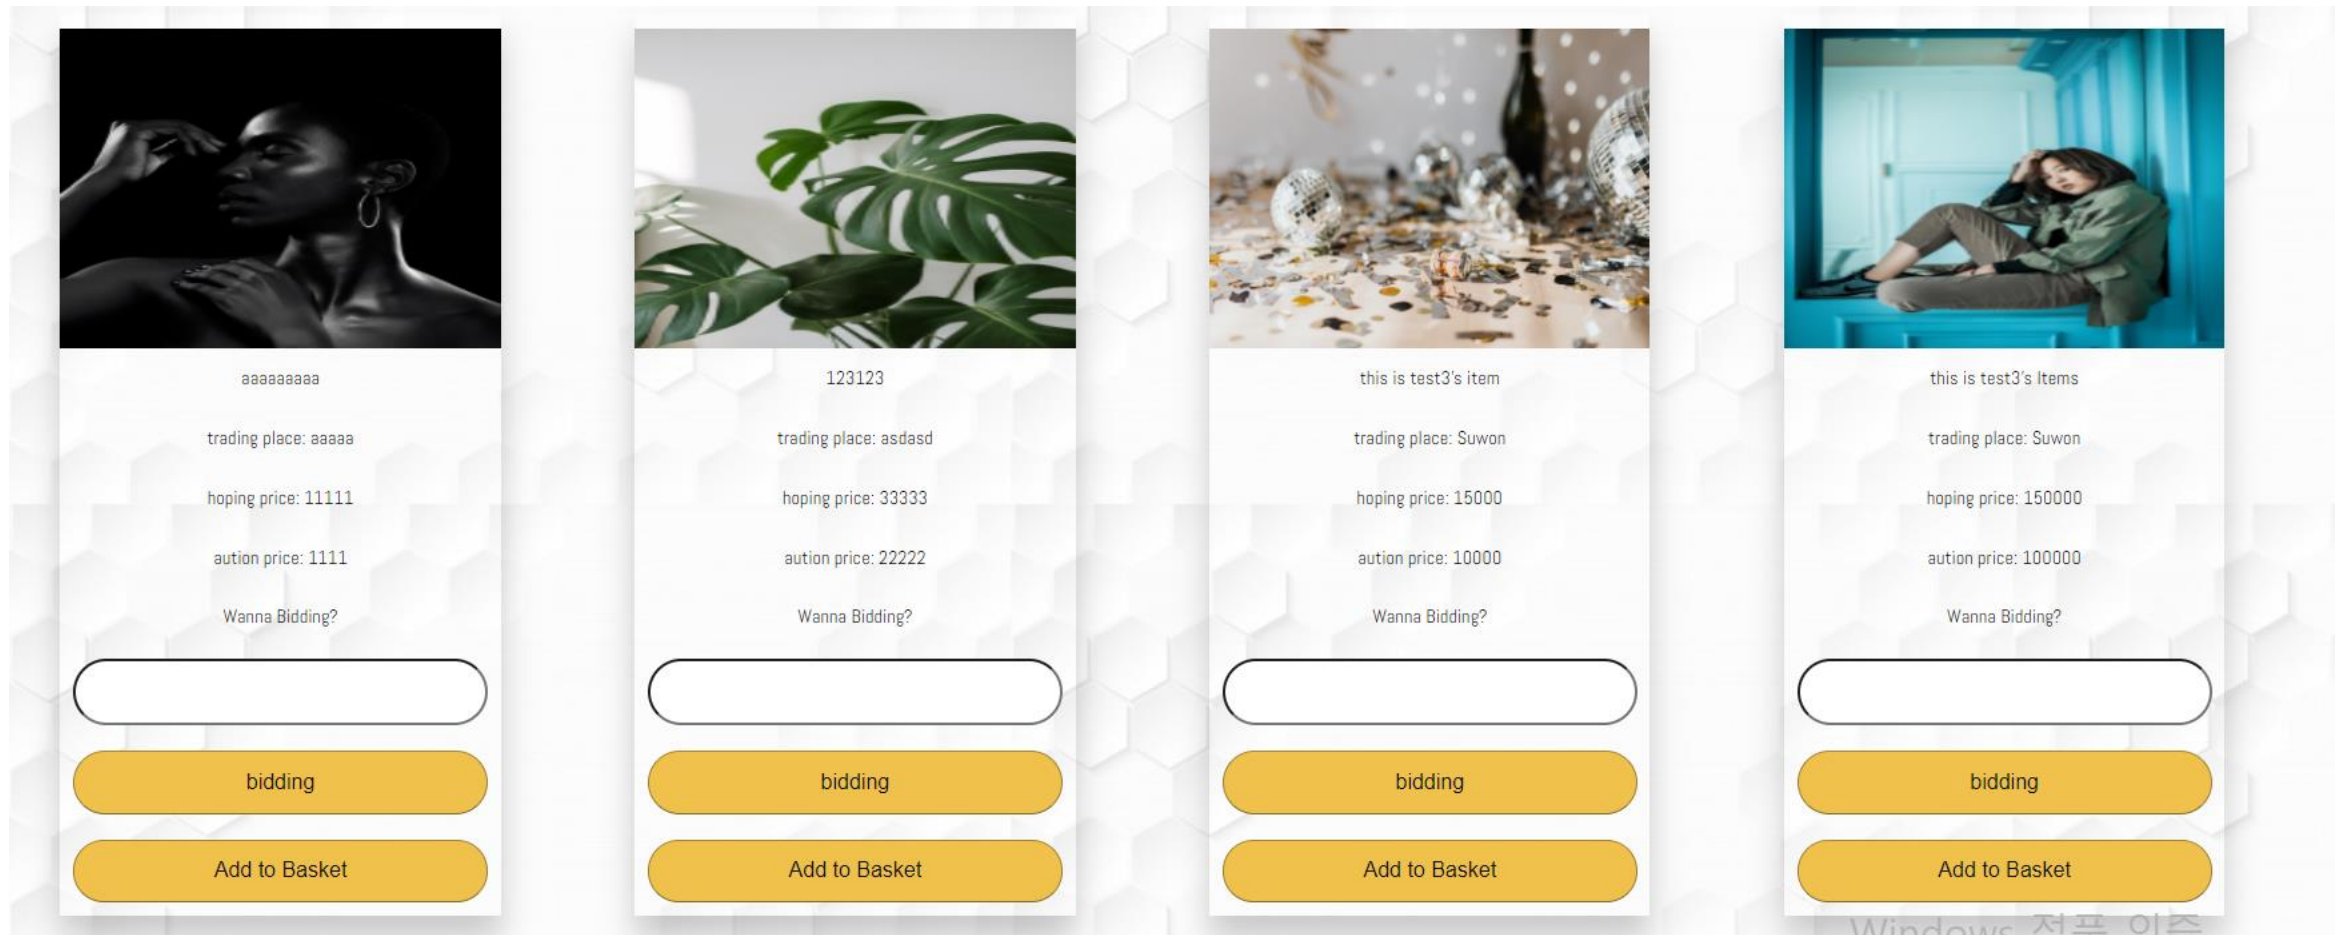 aaaaaaaaa
trading place: aaaaa
hoping price: 11111
aution price: 1111
Wanna Bidding?
bidding
Add to Basket
123123
trading place: asdasd
hoping price: 33333
aution price: 22222
Wanna Bidding?
bidding
Add to Basket
this is test3's item
trading place: Suwon
hoping price: 15000
aution price: 10000
Wanna Bidding?
bidding
Add to Basket
this is test3's Items
trading place: Suwon
hoping price: 150000
aution price: 100000
Wanna Bidding?
bidding
Add to Basket
Windows